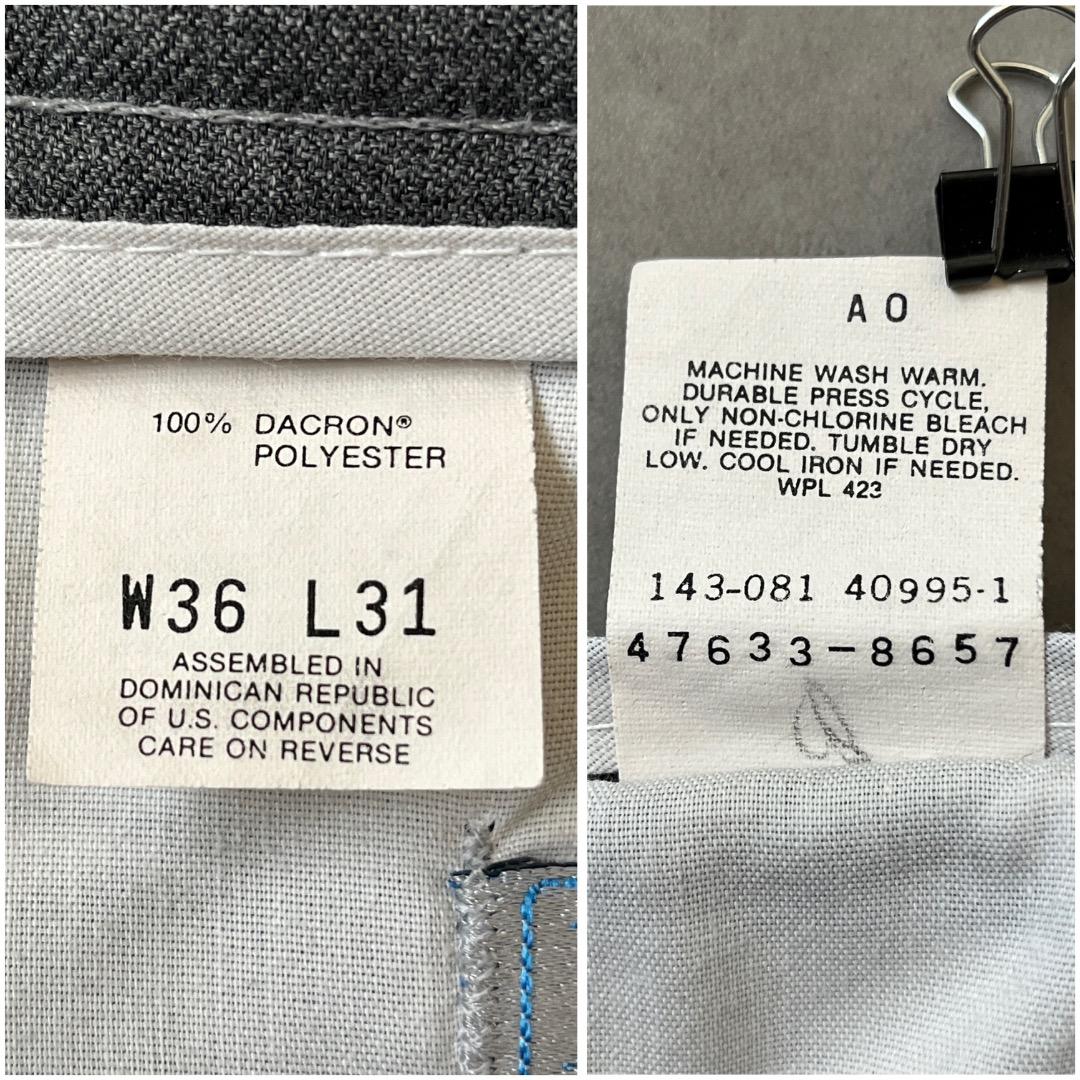 100% DACRON®
POLYESTER
W36 L31
ASSEMBLED IN
DOMINICAN REPUBLIC
OF U.S. COMPONENTS
CARE ON REVERSE
A O
MACHINE WASH WARM.
DURABLE PRESS CYCLE,
ONLY NON-CHLORINE BLEACH
IF NEEDED. TUMBLE DRY
LOW. COOL IRON IF NEEDED.
WPL 423
143-081 40995-1
47633-8657